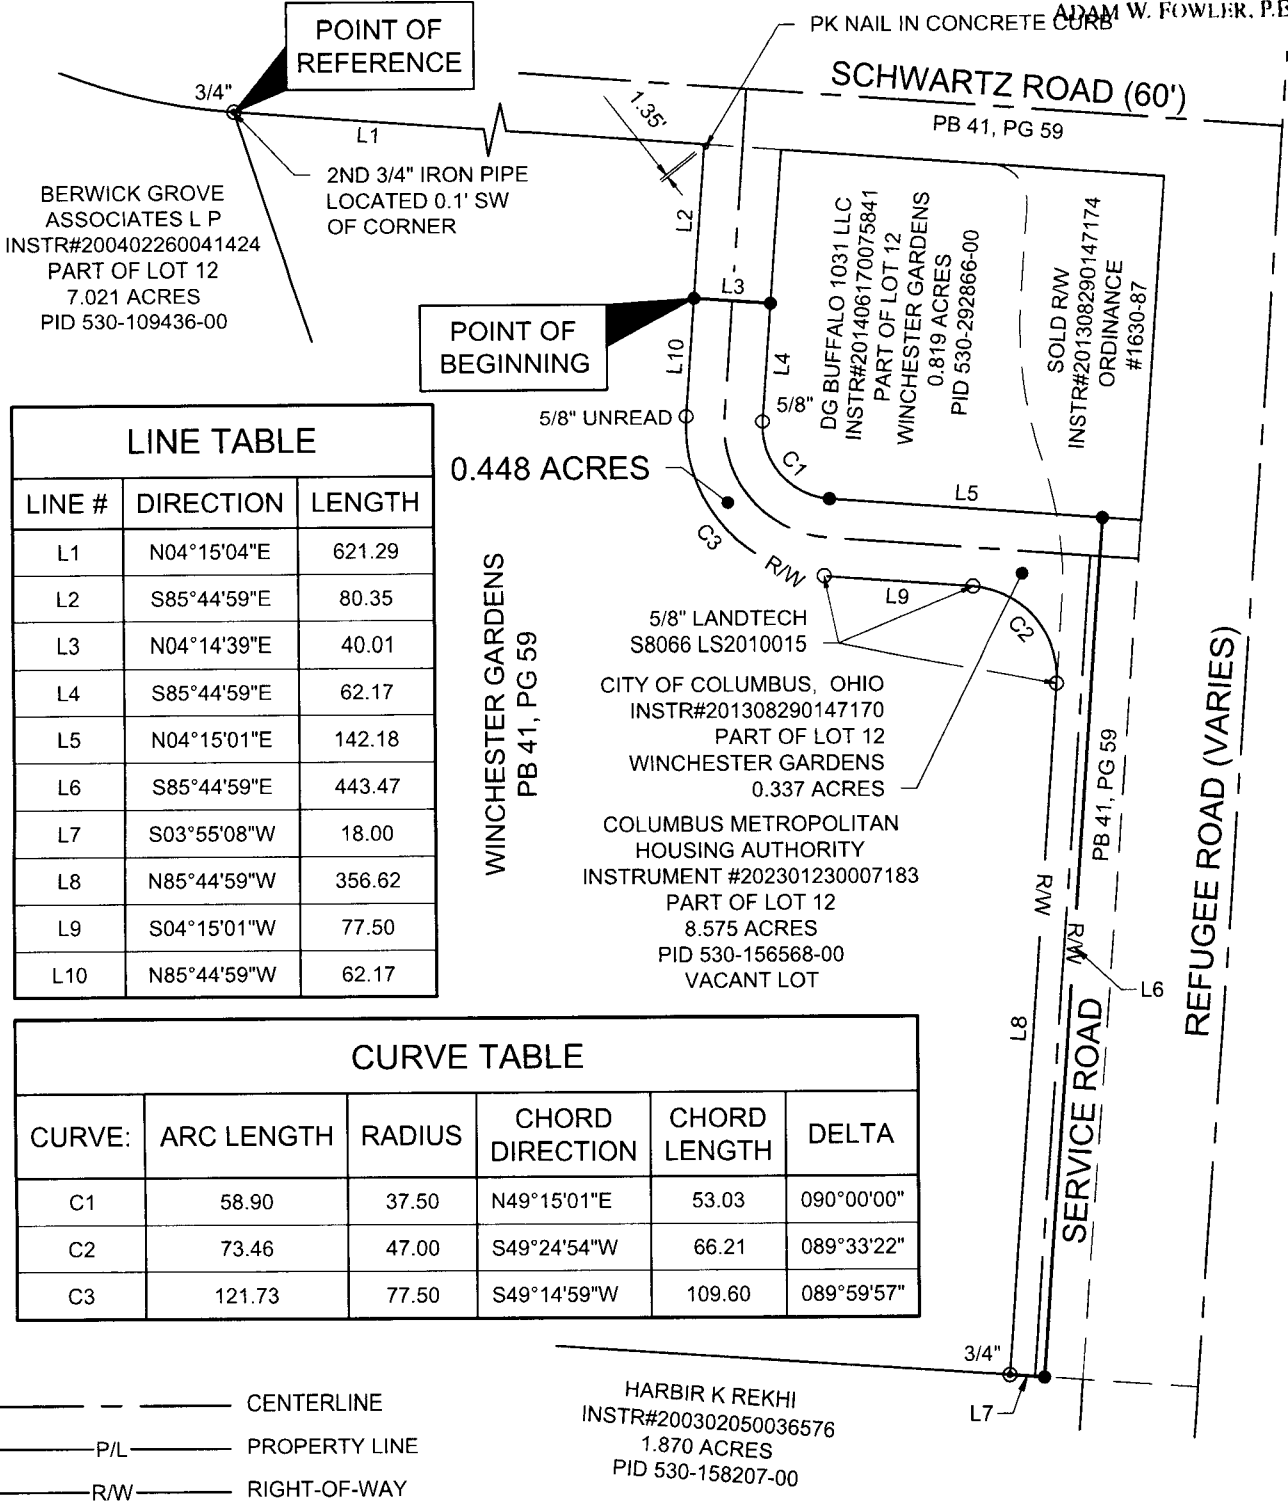 ADAM W. FOWLER, P.E
PK NAIL IN CONCRETE CURB
POINT OF
REFERENCE
SCHWARTZ ROAD (60')
PB 41, PG 59
3/4"
L1
1.35'
2ND 3/4" IRON PIPE
LOCATED 0.1' SW
OF CORNER
BERWICK GROVE
ASSOCIATES L P
INSTR#200402260041424
PART OF LOT 12
7.021 ACRES
PID 530-109436-00
L2
L3
POINT OF
BEGINNING
L10
L4
DG BUFFALO 1031 LLC
INSTR#201406170075841
PART OF LOT 12
WINCHESTER GARDENS
0.819 ACRES
PID 530-292866-00
SOLD R/W
INSTR#201308290147174
ORDINANCE
#1630-87
5/8" UNREAD
5/8"
0.448 ACRES
C1
L5
C3
R/W
L9
C2
LINE TABLE
LINE # DIRECTION LENGTH
L1 N04°15'04"E 621.29
L2 S85°44'59"E 80.35
L3 N04°14'39"E 40.01
L4 S85°44'59"E 62.17
L5 N04°15'01"E 142.18
L6 S85°44'59"E 443.47
L7 S03°55'08"W 18.00
L8 N85°44'59"W 356.62
L9 S04°15'01"W 77.50
L10 N85°44'59"W 62.17
WINCHESTER GARDENS
PB 41, PG 59
5/8" LANDTECH
S8066 LS2010015
CITY OF COLUMBUS, OHIO
INSTR#201308290147170
PART OF LOT 12
WINCHESTER GARDENS
0.337 ACRES
COLUMBUS METROPOLITAN
HOUSING AUTHORITY
INSTRUMENT #202301230007183
PART OF LOT 12
8.575 ACRES
PID 530-156568-00
VACANT LOT
PB 41, PG 59
REFUGEE ROAD (VARIES)
R/W
R/W
L6
L8
SERVICE ROAD
CURVE TABLE
CURVE: ARC LENGTH RADIUS CHORD DIRECTION CHORD LENGTH DELTA
C1 58.90 37.50 N49°15'01"E 53.03 090°00'00"
C2 73.46 47.00 S49°24'54"W 66.21 089°33'22"
C3 121.73 77.50 S49°14'59"W 109.60 089°59'57"
3/4"
L7
HARBIR K REKHI
INSTR#200302050036576
1.870 ACRES
PID 530-158207-00
CENTERLINE
P/L PROPERTY LINE
R/W RIGHT-OF-WAY